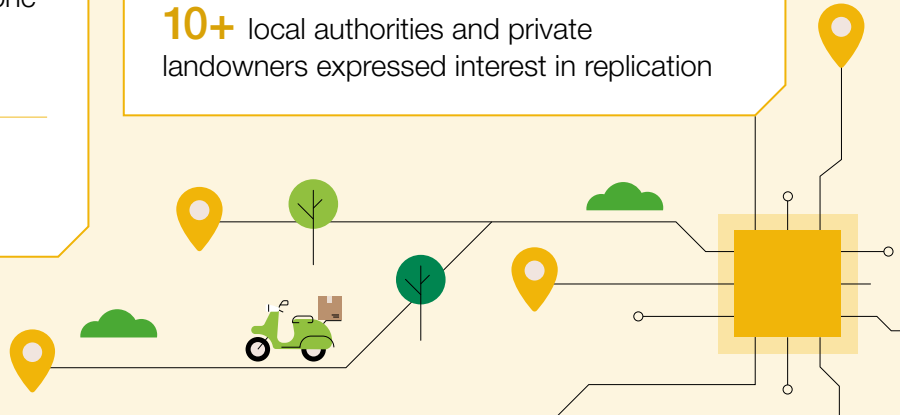 10+ local authorities and private
landowners expressed interest in replication